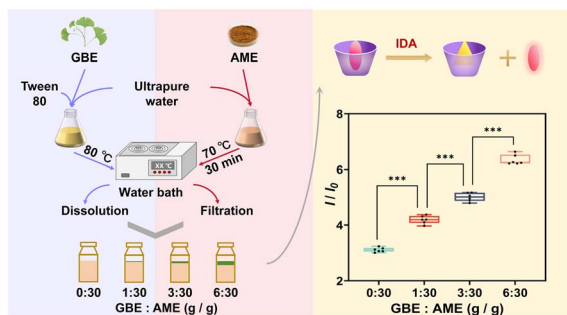 GBE
AME
Tween
80
Ultrapure
water
80 ℃
XX ℃
70 ℃
30 min
Water bath
Dissolution
Filtration
0:30 1:30 3:30 6:30
GBE : AME (g / g)
IDA
+
8
6
4
2
I / I0
***
***
***
0:30 1:30 3:30 6:30
GBE : AME (g / g)